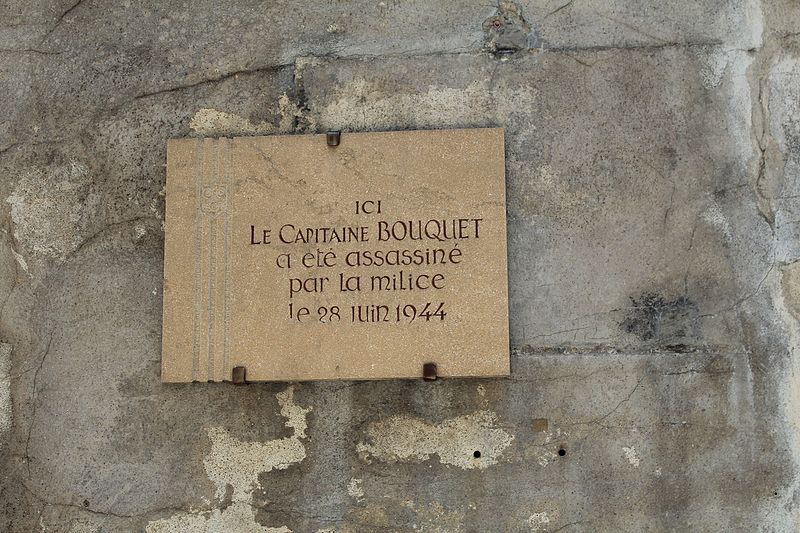 ICI
LE CAPITAINE BOUQUET
a été assassiné
par la milice
le 28 juin 1944